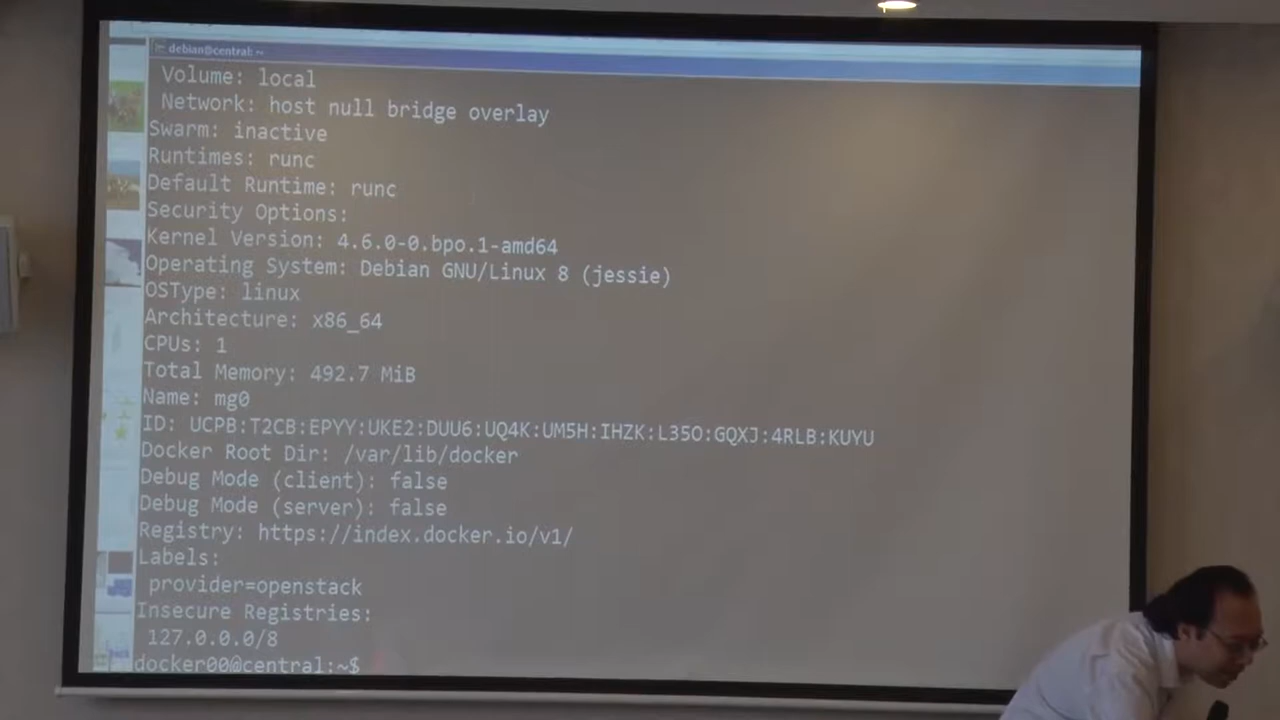 debian@central: ~
Volume: local
Network: host null bridge overlay
Swarm: inactive
Runtimes: runc
Default Runtime: runc
Security Options:
Kernel Version: 4.6.0-0.bpo.1-amd64
Operating System: Debian GNU/Linux 8 (jessie)
OSType: linux
Architecture: x86_64
CPUs: 1
Total Memory: 492.7 MiB
Name: mg0
ID: UCPB:T2CB:EPYY:UKE2:DUU6:UQ4K:UM5H:IHZK:L35O:GQXJ:4RLB:KUYU
Docker Root Dir: /var/lib/docker
Debug Mode (client): false
Debug Mode (server): false
Registry: https://index.docker.io/v1/
Labels:
provider=openstack
Insecure Registries:
127.0.0.0/8
docker00@central:~$